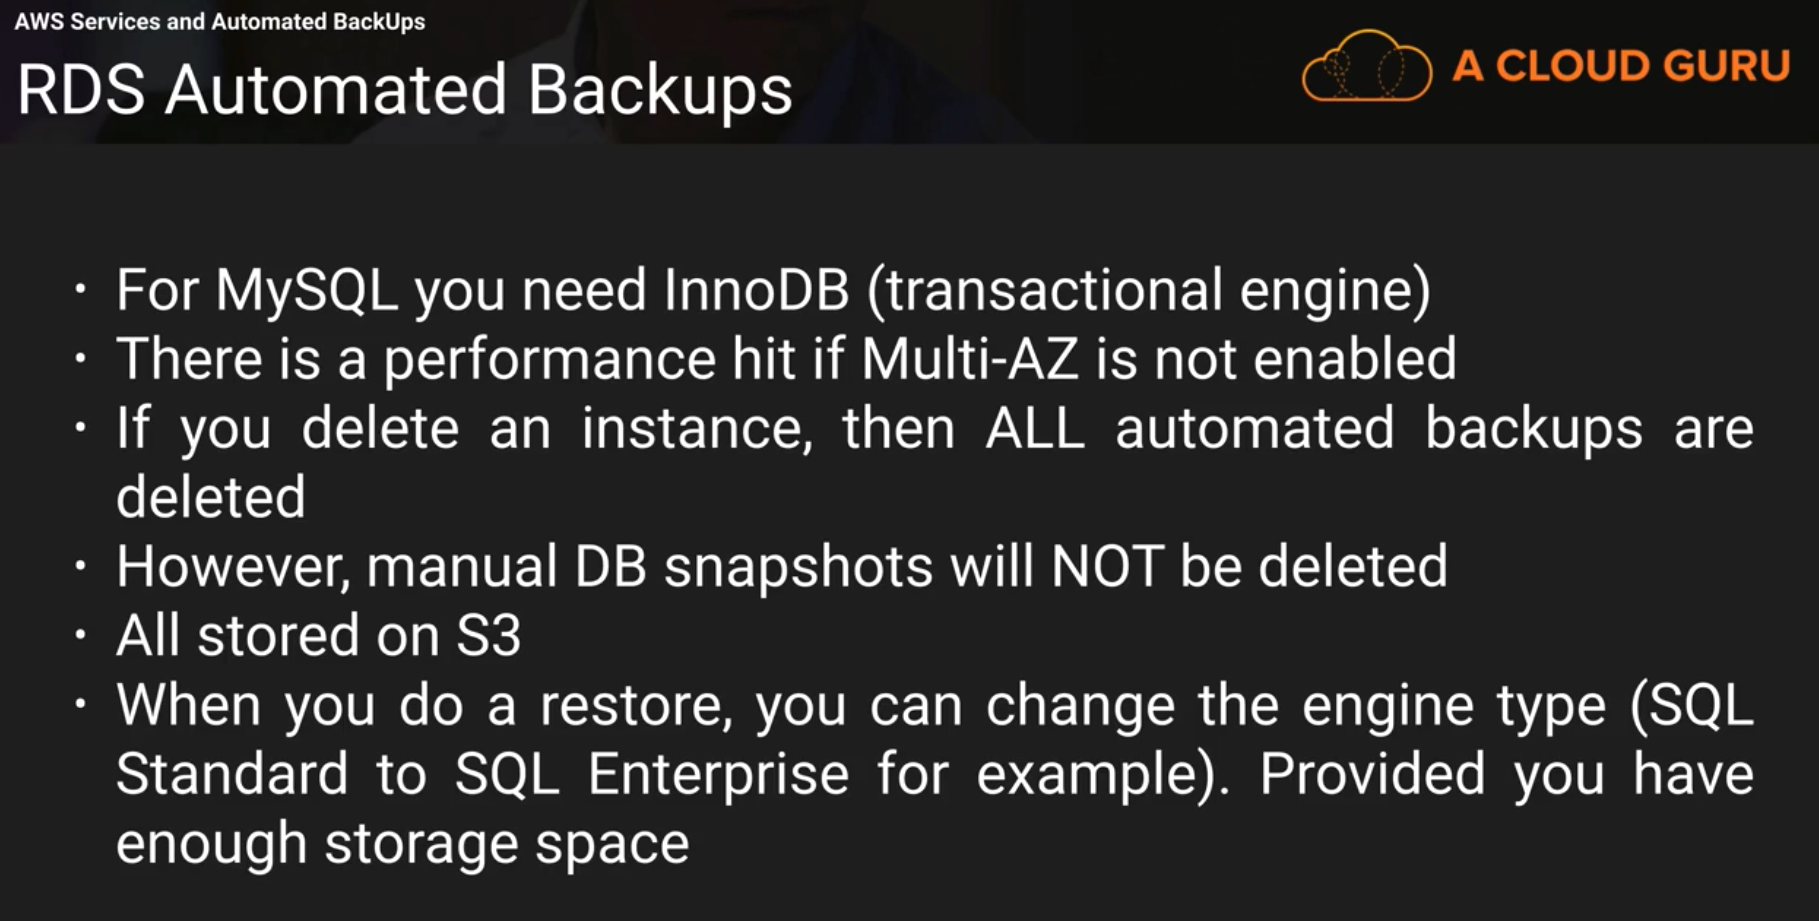 AWS Services and Automated BackUps
RDS Automated Backups
A CLOUD GURU
· For MySQL you need InnoDB (transactional engine)
· There is a performance hit if Multi-AZ is not enabled
· If you delete an instance, then ALL automated backups are
deleted
· However, manual DB snapshots will NOT be deleted
· All stored on S3
· When you do a restore, you can change the engine type (SQL
Standard to SQL Enterprise for example). Provided you have
enough storage space